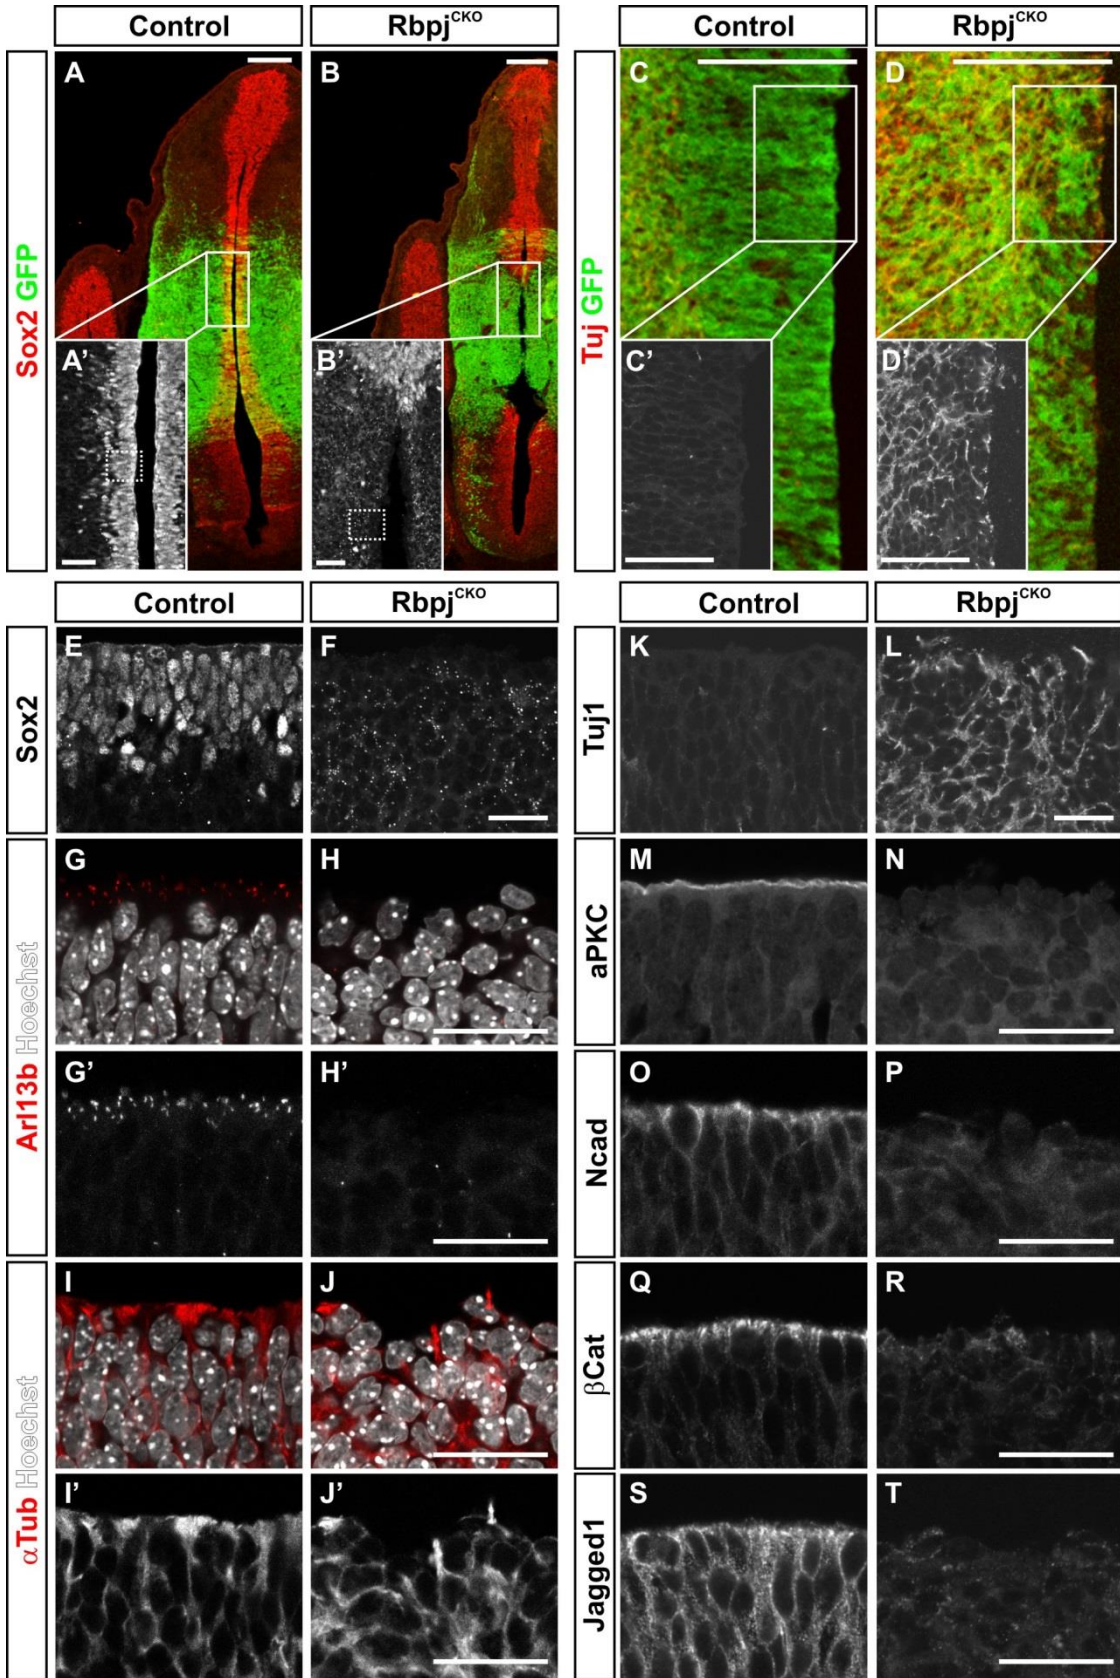 Control
Rbpj^CKO
Control
Rbpj^CKO
Sox2 GFP
A
B
A'
B'
Tuj GFP
C
D
C'
D'
Control
Rbpj^CKO
Control
Rbpj^CKO
Sox2
E
F
Tuj1
K
L
Arl13b Hoechst
G
H
aPKC
M
N
G'
H'
Ncad
O
P
αTub Hoechst
I
J
βCat
Q
R
I'
J'
Jagged1
S
T